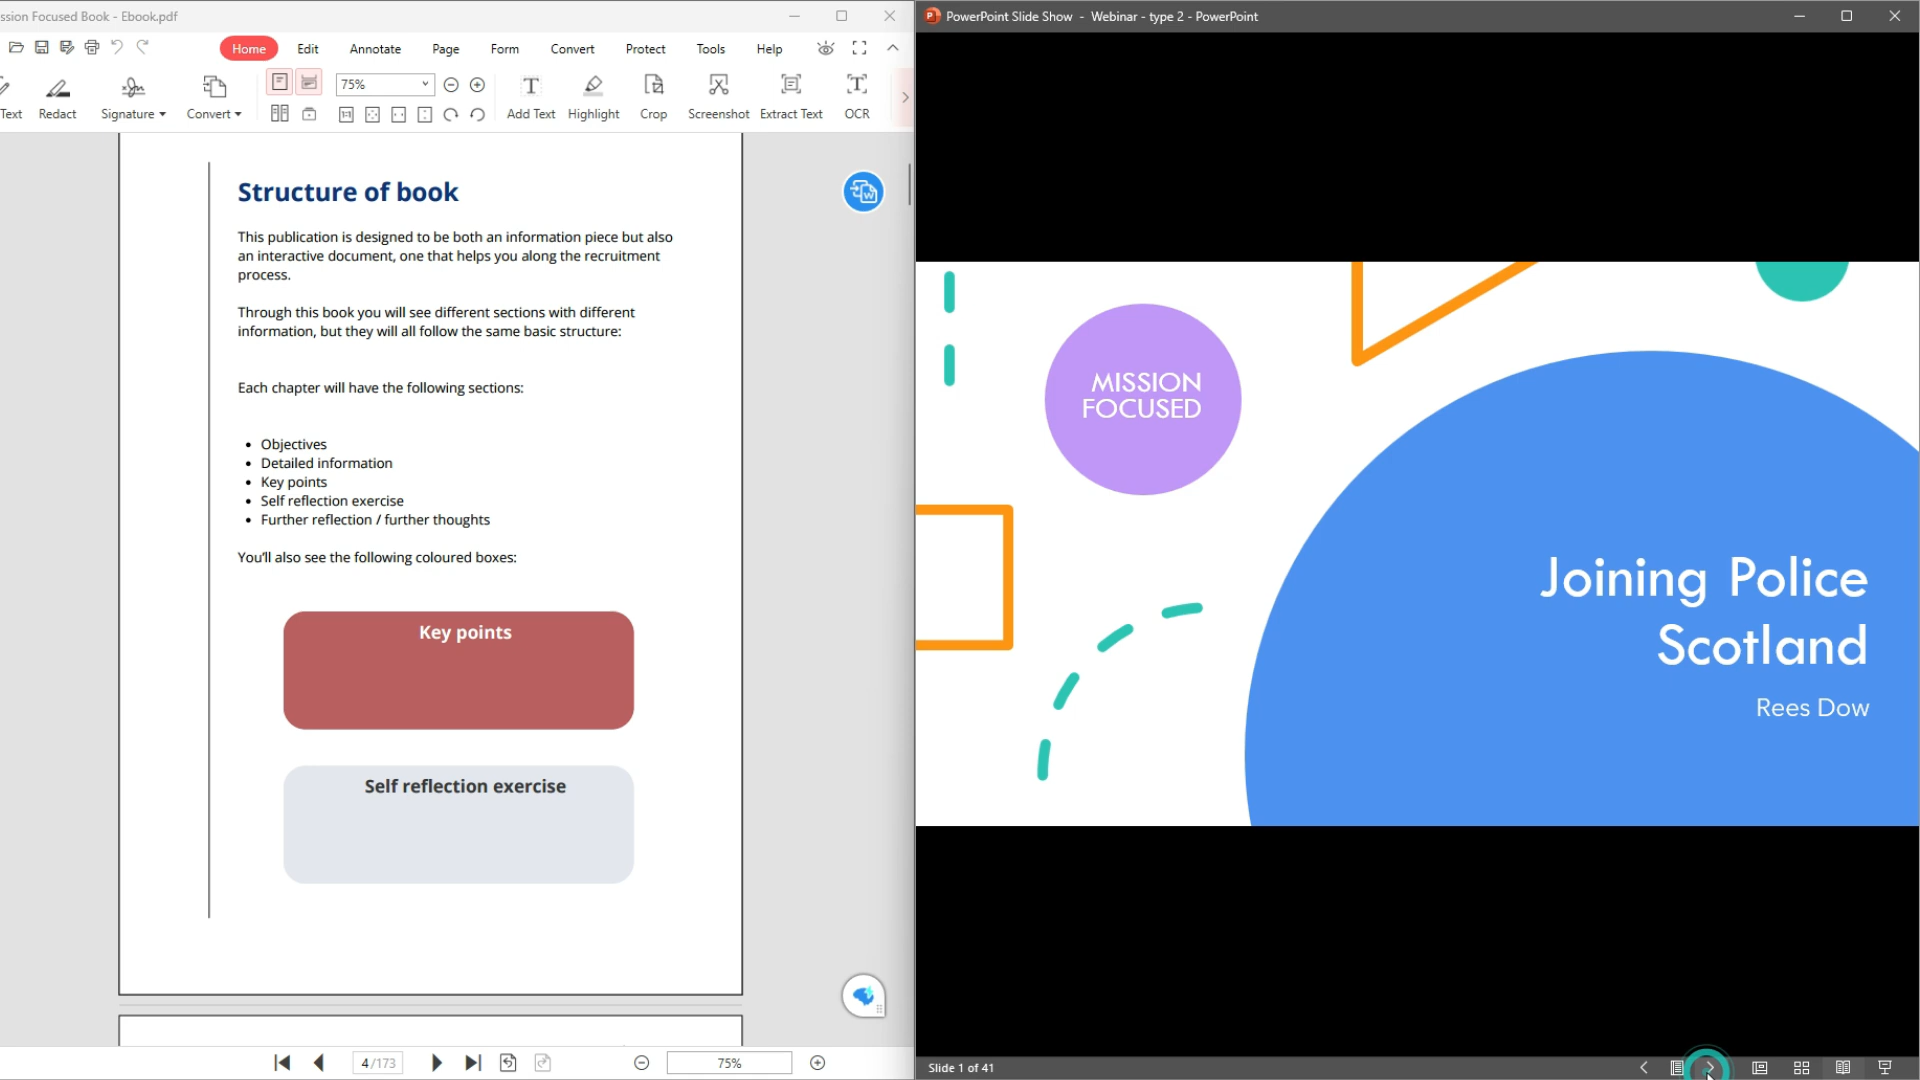 ssion Focused Book - Ebook.pdf
Home Edit Annotate Page Form Convert Protect Tools Help
75%
Text Redact Signature Convert Add Text Highlight Crop Screenshot Extract Text OCR
Structure of book
This publication is designed to be both an information piece but also
an interactive document, one that helps you along the recruitment
process.
Through this book you will see different sections with different
information, but they will all follow the same basic structure:
Each chapter will have the following sections:
• Objectives
• Detailed information
• Key points
• Self reflection exercise
• Further reflection / further thoughts
You'll also see the following coloured boxes:
Key points
Self reflection exercise
4/173
75%
PowerPoint Slide Show - Webinar - type 2 - PowerPoint
MISSION
FOCUSED
Joining Police
Scotland
Rees Dow
Slide 1 of 41